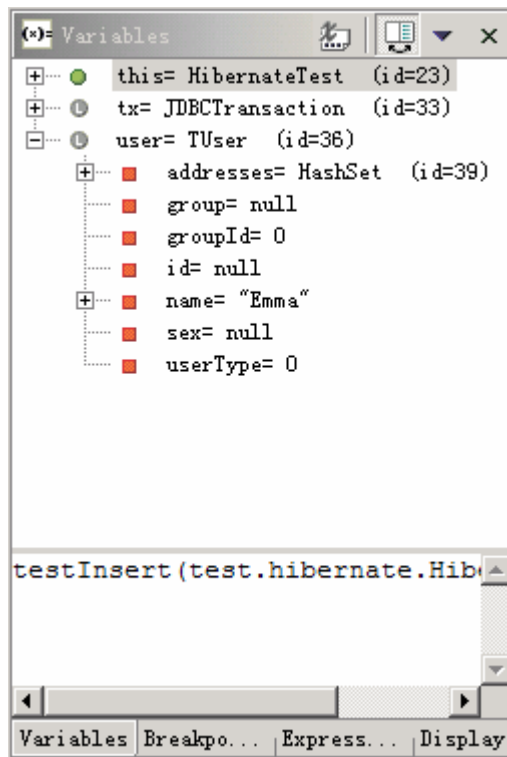 (x)= Variables
this= HibernateTest (id=23)
L tx= JDBCTransaction (id=33)
L user= TUser (id=36)
addresses= HashSet (id=39)
group= null
groupId= 0
id= null
name= "Emma"
sex= null
userType= 0
testInsert(test.hibernate.Hib
Variables Breakpo... Express... Display